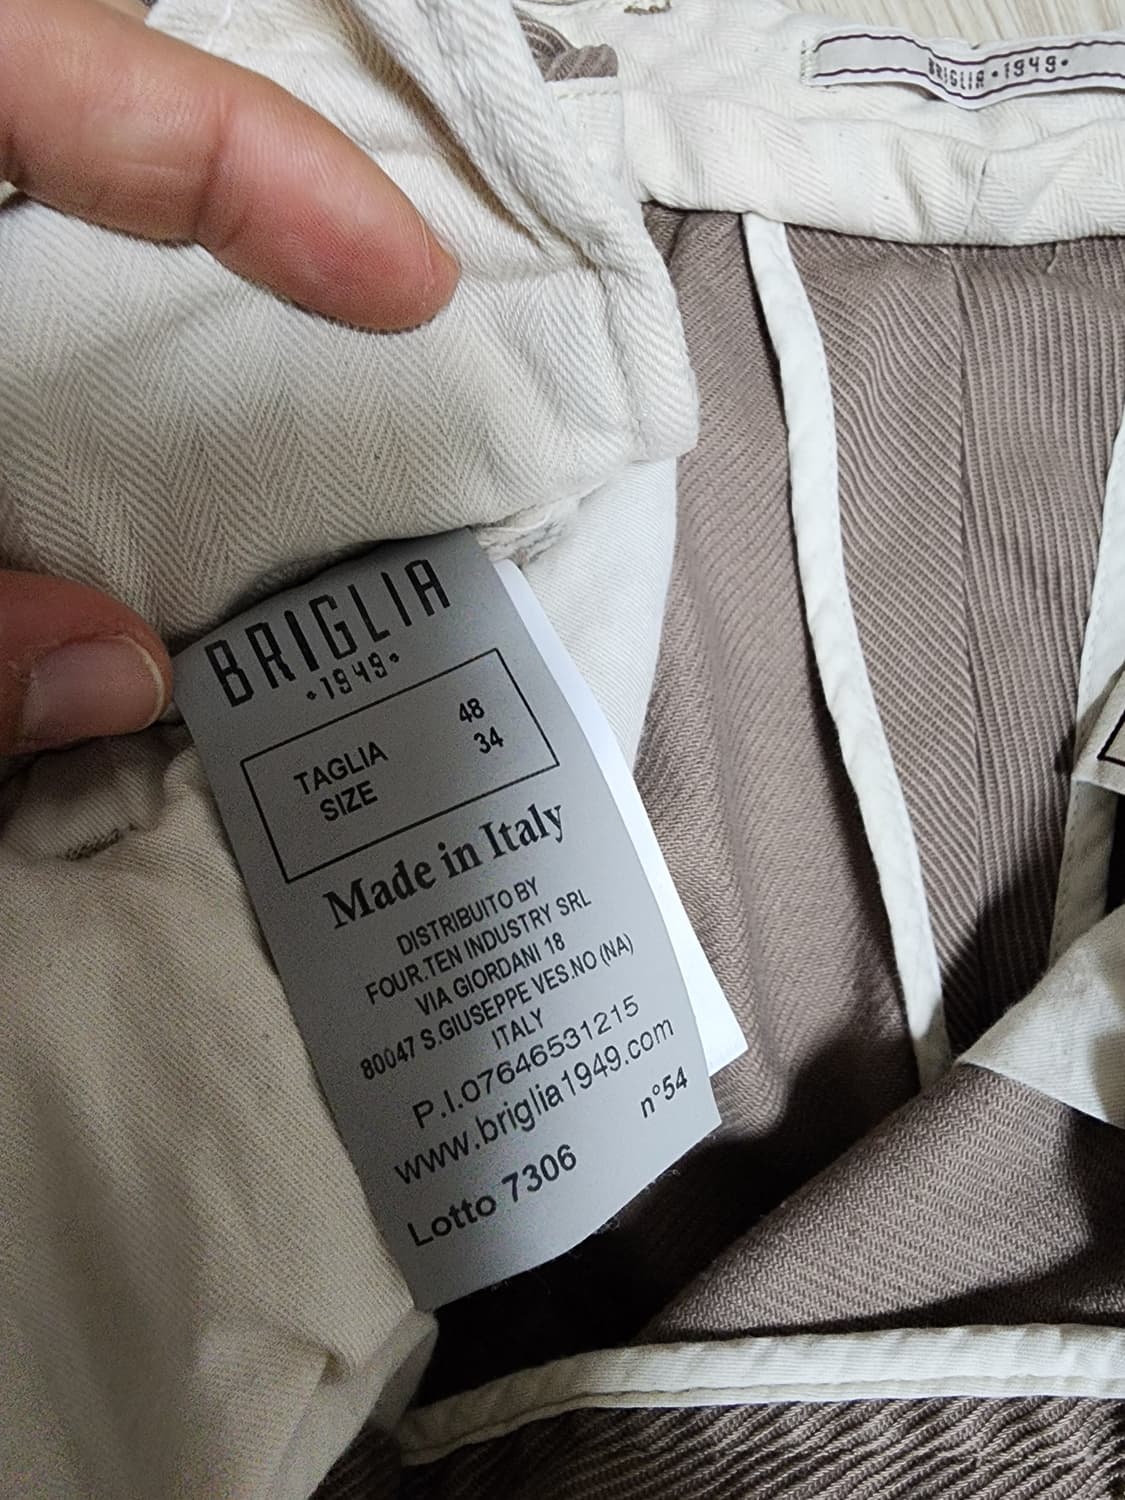 BRIGLIA •1949•
BRIGLIA
•1949•
TAGLIA 48
SIZE 34
Made in Italy
DISTRIBUITO BY
FOUR.TEN INDUSTRY SRL
VIA GIORDANI 18
80047 S.GIUSEPPE VES.NO (NA)
ITALY
P.I.07646531215
www.briglia1949.com
n°54
Lotto 7306